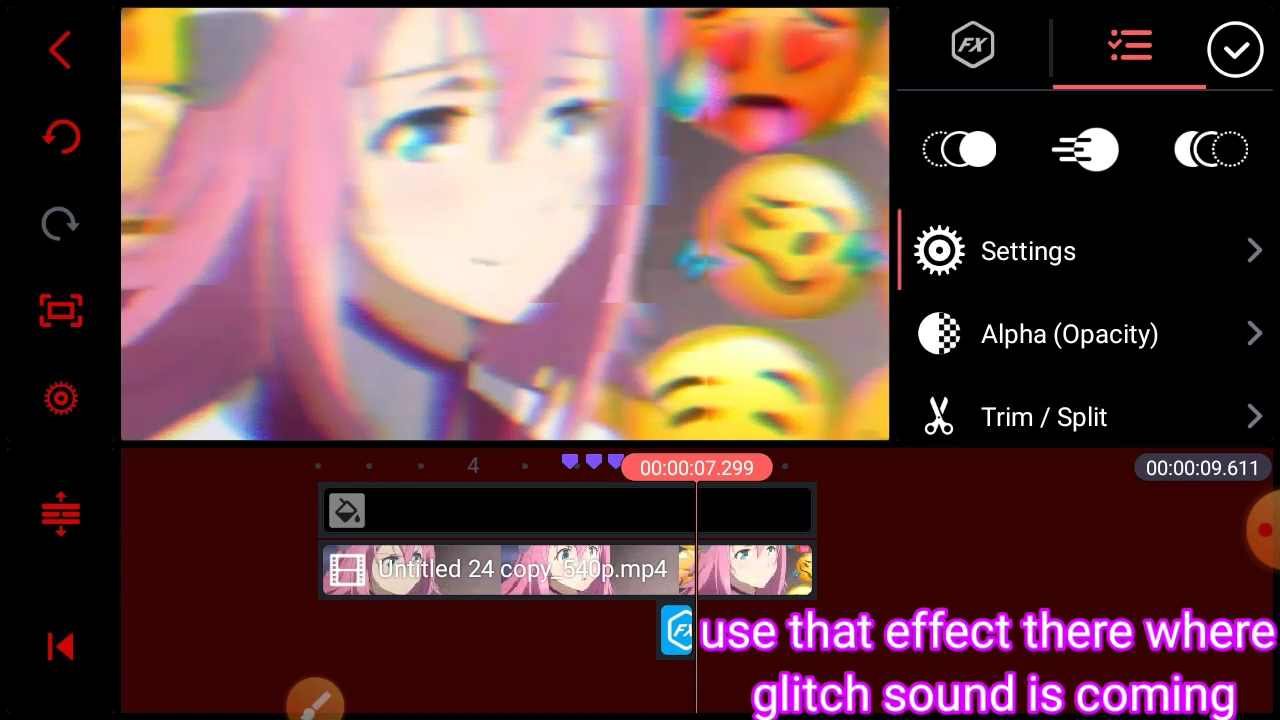 FX
Settings
Alpha (Opacity)
Trim / Split
4
00:00:07.299
00:00:09.611
Untitled 24 copy_540p.mp4
FX
use that effect there where
glitch sound is coming